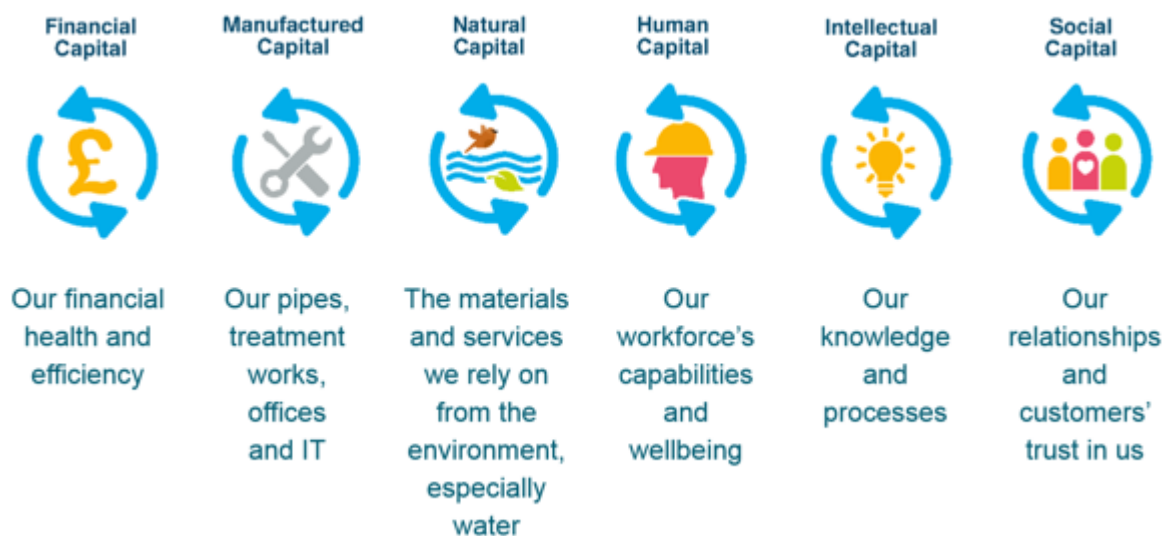 Financial
Capital
Manufactured
Capital
Natural
Capital
Human
Capital
Intellectual
Capital
Social
Capital
£
Our financial
health and
efficiency
Our pipes,
treatment
works,
offices
and IT
The materials
and services
we rely on
from the
environment,
especially
water
Our
workforce’s
capabilities
and
wellbeing
Our
knowledge
and
processes
Our
relationships
and
customers’
trust in us